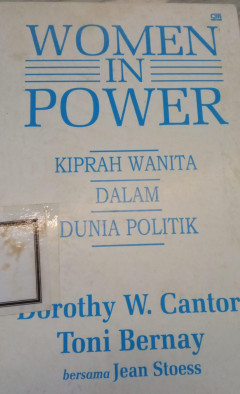 WOMEN
IN
POWER
KIPRAH WANITA
DALAM
DUNIA POLITIK
Dorothy W. Cantor
Toni Bernay
bersama Jean Stoess